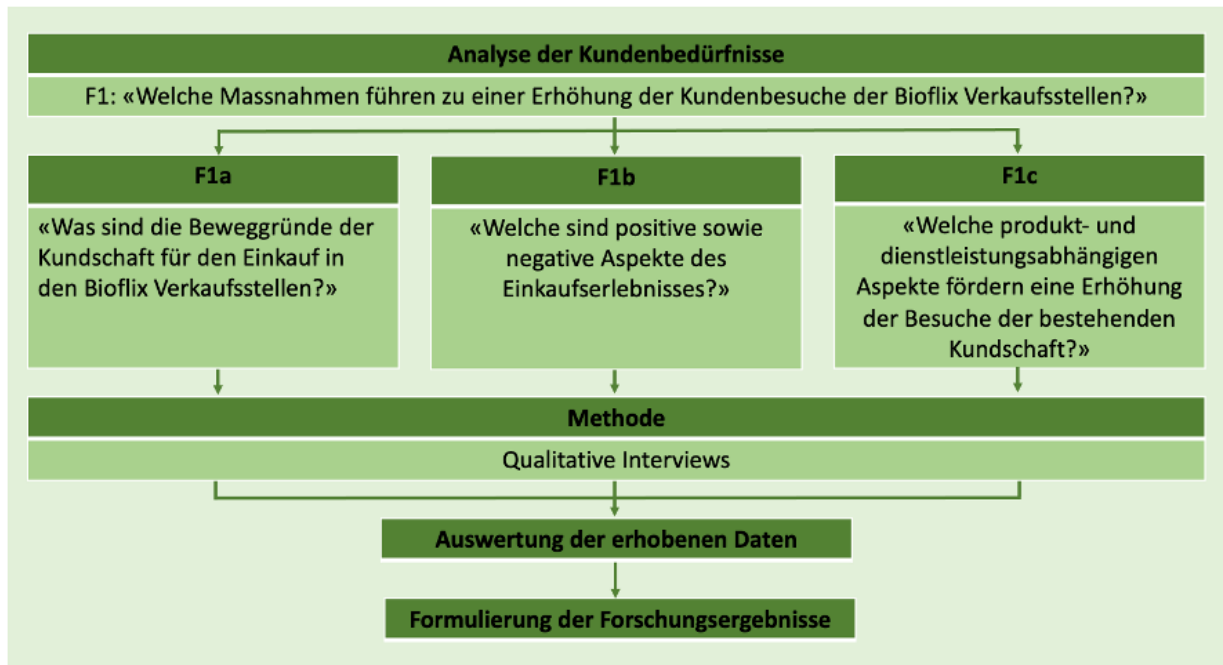 Analyse der Kundenbedürfnisse
F1: «Welche Massnahmen führen zu einer Erhöhung der Kundenbesuche der Bioflix Verkaufsstellen?»
F1a
«Was sind die Beweggründe der
Kundschaft für den Einkauf in
den Bioflix Verkaufsstellen?»
F1b
«Welche sind positive sowie
negative Aspekte des
Einkaufserlebnisses?»
F1c
«Welche produkt- und
dienstleistungsabhängigen
Aspekte fördern eine Erhöhung
der Besuche der bestehenden
Kundschaft?»
Methode
Qualitative Interviews
Auswertung der erhobenen Daten
Formulierung der Forschungsergebnisse